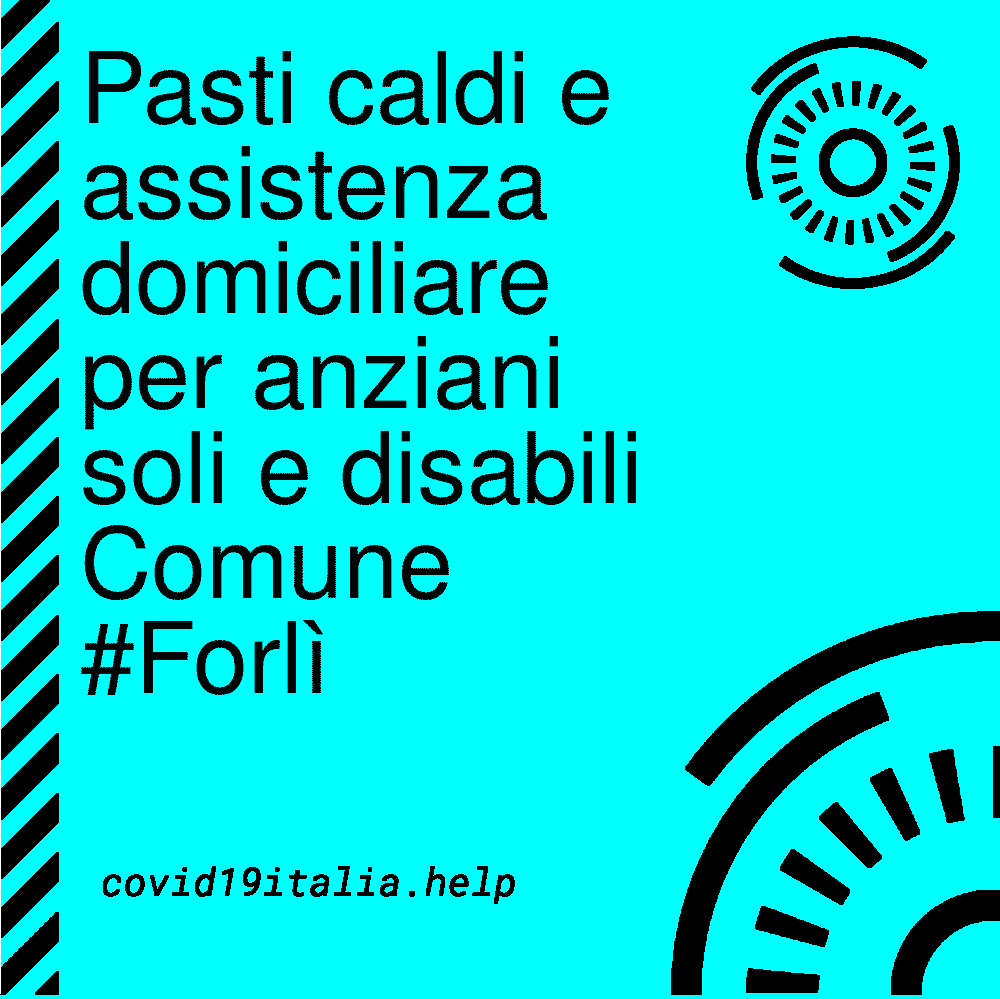 Pasti caldi e
assistenza
domiciliare
per anziani
soli e disabili
Comune
#Forlì
covid19italia.help